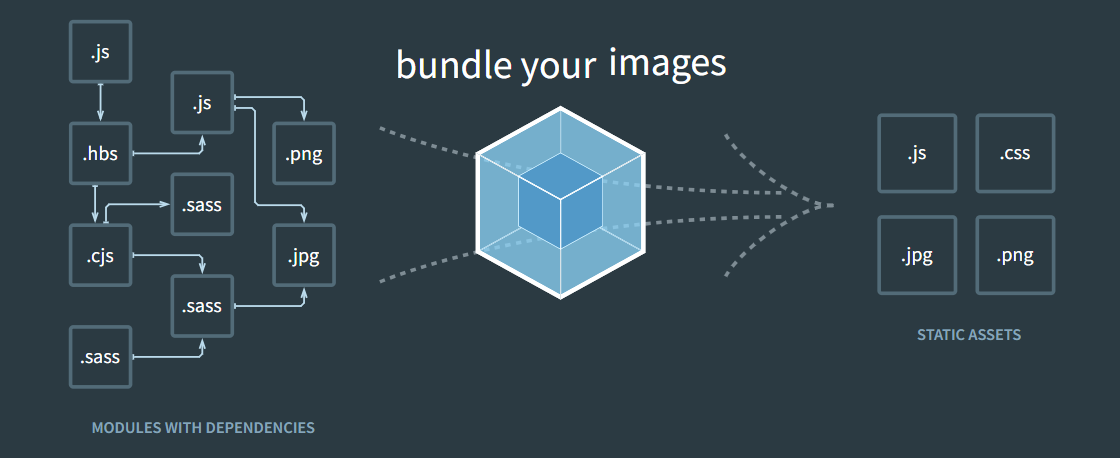 bundle your images
.js
.js
.hbs
.png
.sass
.cjs
.jpg
.sass
.sass
MODULES WITH DEPENDENCIES
.js
.css
.jpg
.png
STATIC ASSETS